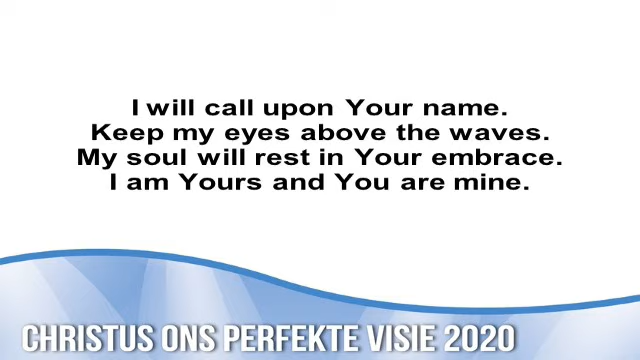 I will call upon Your name.
Keep my eyes above the waves.
My soul will rest in Your embrace.
I am Yours and You are mine.
CHRISTUS ONS PERFEKTE VISIE 2020